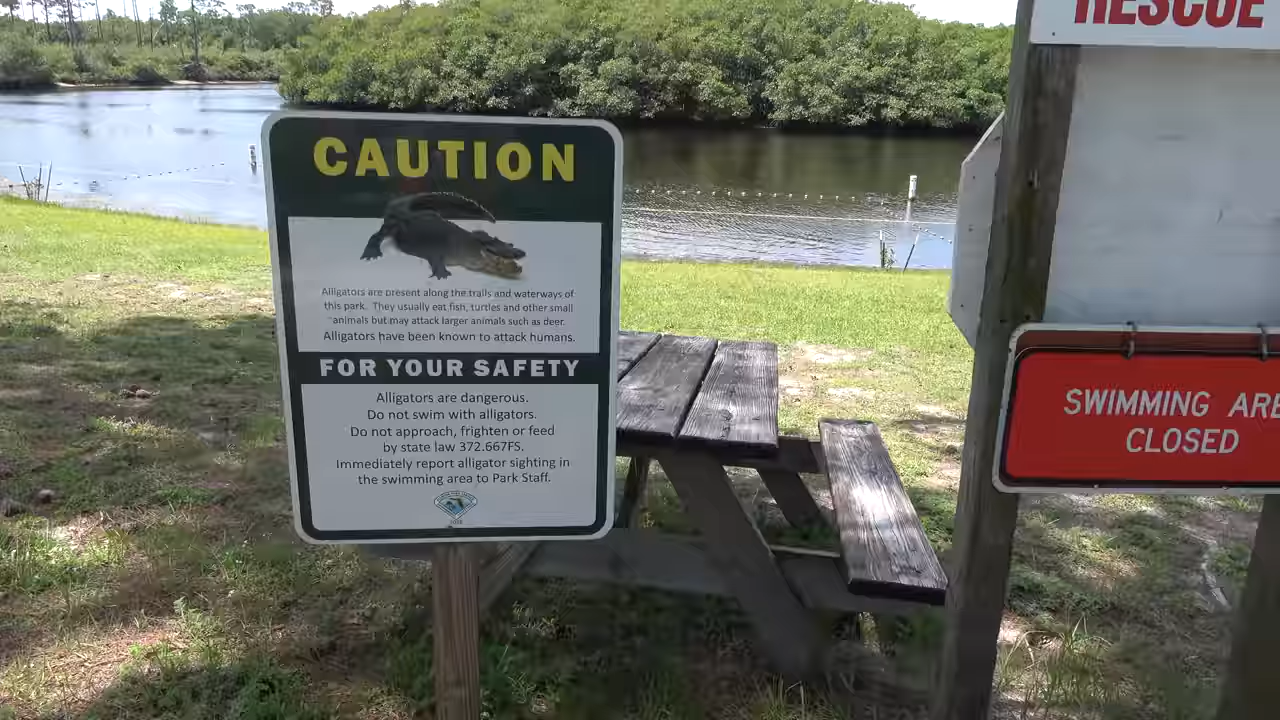 CAUTION
Alligators are present along the trails and waterways of
this park. They usually eat fish, turtles and other small
animals but may attack larger animals such as deer.
Alligators have been known to attack humans.
FOR YOUR SAFETY
Alligators are dangerous.
Do not swim with alligators.
Do not approach, frighten or feed
by state law 372.667FS.
Immediately report alligator sighting in
the swimming area to Park Staff.
RESCUE
SWIMMING ARE
CLOSED